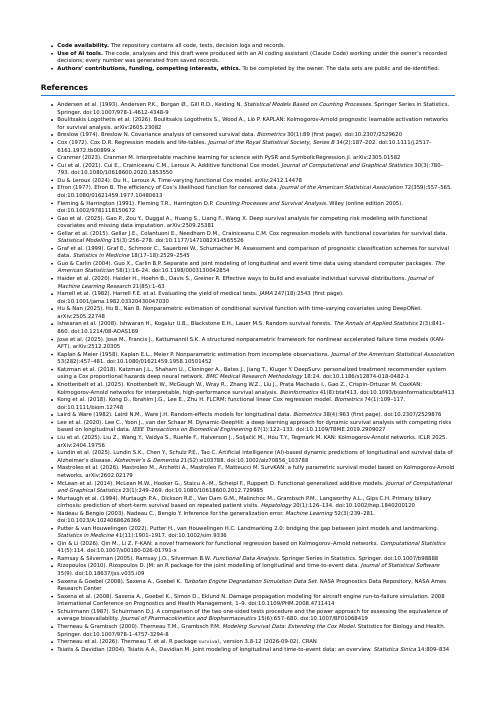 • Code availability. The repository contains all code, tests, decision logs and records.
• Use of AI tools. The code, analyses and this draft were produced with an AI coding assistant (Claude Code) working under the owner's recorded
decisions; every number was generated from saved records.
• Authors' contributions, funding, competing interests, ethics. To be completed by the owner. The data sets are public and de-identified.
References
• Andersen et al. (1993). Andersen P.K., Borgan Ø., Gill R.D., Keiding N. Statistical Models Based on Counting Processes. Springer Series in Statistics.
Springer. doi:10.1007/978-1-4612-4348-9
• Boulitsakis Logothetis et al. (2026). Boulitsakis Logothetis S., Wood A., Liò P. KAPLAN: Kolmogorov-Arnold prognostic learnable activation networks
for survival analysis. arXiv:2605.23082
• Breslow (1974). Breslow N. Covariance analysis of censored survival data. Biometrics 30(1):89 (first page). doi:10.2307/2529620
• Cox (1972). Cox D.R. Regression models and life-tables. Journal of the Royal Statistical Society, Series B 34(2):187–202. doi:10.1111/j.2517-
6161.1972.tb00899.x
• Cranmer (2023). Cranmer M. Interpretable machine learning for science with PySR and SymbolicRegression.jl. arXiv:2305.01582
• Cui et al. (2021). Cui E., Crainiceanu C.M., Leroux A. Additive functional Cox model. Journal of Computational and Graphical Statistics 30(3):780–
793. doi:10.1080/10618600.2020.1853550
• Du & Leroux (2024). Du H., Leroux A. Time-varying functional Cox model. arXiv:2412.14478
• Efron (1977). Efron B. The efficiency of Cox's likelihood function for censored data. Journal of the American Statistical Association 72(359):557–565.
doi:10.1080/01621459.1977.10480613
• Fleming & Harrington (1991). Fleming T.R., Harrington D.P. Counting Processes and Survival Analysis. Wiley (online edition 2005).
doi:10.1002/9781118150672
• Gao et al. (2025). Gao P., Zou Y., Duggal A., Huang S., Liang F., Wang X. Deep survival analysis for competing risk modeling with functional
covariates and missing data imputation. arXiv:2509.25381
• Gellar et al. (2015). Gellar J.E., Colantuoni E., Needham D.M., Crainiceanu C.M. Cox regression models with functional covariates for survival data.
Statistical Modelling 15(3):256–278. doi:10.1177/1471082X14565526
• Graf et al. (1999). Graf E., Schmoor C., Sauerbrei W., Schumacher M. Assessment and comparison of prognostic classification schemes for survival
data. Statistics in Medicine 18(17–18):2529–2545
• Guo & Carlin (2004). Guo X., Carlin B.P. Separate and joint modeling of longitudinal and event time data using standard computer packages. The
American Statistician 58(1):16–24. doi:10.1198/0003130042854
• Haider et al. (2020). Haider H., Hoehn B., Davis S., Greiner R. Effective ways to build and evaluate individual survival distributions. Journal of
Machine Learning Research 21(85):1–63
• Harrell et al. (1982). Harrell F.E. et al. Evaluating the yield of medical tests. JAMA 247(18):2543 (first page).
doi:10.1001/jama.1982.03320430047030
• Hu & Nan (2025). Hu B., Nan B. Nonparametric estimation of conditional survival function with time-varying covariates using DeepONet.
arXiv:2505.22748
• Ishwaran et al. (2008). Ishwaran H., Kogalur U.B., Blackstone E.H., Lauer M.S. Random survival forests. The Annals of Applied Statistics 2(3):841–
860. doi:10.1214/08-AOAS169
• Jose et al. (2025). Jose M., Francis J., Kattumannil S.K. A structured nonparametric framework for nonlinear accelerated failure time models (KAN-
AFT). arXiv:2512.20305
• Kaplan & Meier (1958). Kaplan E.L., Meier P. Nonparametric estimation from incomplete observations. Journal of the American Statistical Association
53(282):457–481. doi:10.1080/01621459.1958.10501452
• Katzman et al. (2018). Katzman J.L., Shaham U., Cloninger A., Bates J., Jiang T., Kluger Y. DeepSurv: personalized treatment recommender system
using a Cox proportional hazards deep neural network. BMC Medical Research Methodology 18:24. doi:10.1186/s12874-018-0482-1
• Knottenbelt et al. (2025). Knottenbelt W., McGough W., Wray R., Zhang W.Z., Liu J., Prata Machado I., Gao Z., Crispin-Ortuzar M. CoxKAN:
Kolmogorov-Arnold networks for interpretable, high-performance survival analysis. Bioinformatics 41(8):btaf413. doi:10.1093/bioinformatics/btaf413
• Kong et al. (2018). Kong D., Ibrahim J.G., Lee E., Zhu H. FLCRM: functional linear Cox regression model. Biometrics 74(1):109–117.
doi:10.1111/biom.12748
• Laird & Ware (1982). Laird N.M., Ware J.H. Random-effects models for longitudinal data. Biometrics 38(4):963 (first page). doi:10.2307/2529876
• Lee et al. (2020). Lee C., Yoon J., van der Schaar M. Dynamic-DeepHit: a deep learning approach for dynamic survival analysis with competing risks
based on longitudinal data. IEEE Transactions on Biomedical Engineering 67(1):122–133. doi:10.1109/TBME.2019.2909027
• Liu et al. (2025). Liu Z., Wang Y., Vaidya S., Ruehle F., Halverson J., Soljačić M., Hou T.Y., Tegmark M. KAN: Kolmogorov-Arnold networks. ICLR 2025.
arXiv:2404.19756
• Lundin et al. (2025). Lundin S.K., Chen Y., Schulz P.E., Tao C. Artificial intelligence (AI)-based dynamic predictions of longitudinal and survival data of
Alzheimer's disease. Alzheimer's & Dementia 21(S2):e103788. doi:10.1002/alz70856_103788
• Mastroleo et al. (2026). Mastroleo M., Archetti A., Mastroleo F., Matteucci M. SurvKAN: a fully parametric survival model based on Kolmogorov-Arnold
networks. arXiv:2602.02179
• McLean et al. (2014). McLean M.W., Hooker G., Staicu A.-M., Scheipl F., Ruppert D. Functional generalized additive models. Journal of Computational
and Graphical Statistics 23(1):249–269. doi:10.1080/10618600.2012.729985
• Murtaugh et al. (1994). Murtaugh P.A., Dickson E.R., Van Dam G.M., Malinchoc M., Grambsch P.M., Langworthy A.L., Gips C.H. Primary biliary
cirrhosis: prediction of short-term survival based on repeated patient visits. Hepatology 20(1):126–134. doi:10.1002/hep.1840200120
• Nadeau & Bengio (2003). Nadeau C., Bengio Y. Inference for the generalization error. Machine Learning 52(3):239–281.
doi:10.1023/A:1024068626366
• Putter & van Houwelingen (2022). Putter H., van Houwelingen H.C. Landmarking 2.0: bridging the gap between joint models and landmarking.
Statistics in Medicine 41(11):1901–1917. doi:10.1002/sim.9336
• Qin & Li (2026). Qin M., Li Z. F-KAN: a novel framework for functional regression based on Kolmogorov–Arnold networks. Computational Statistics
41(5):114. doi:10.1007/s00180-026-01791-x
• Ramsay & Silverman (2005). Ramsay J.O., Silverman B.W. Functional Data Analysis. Springer Series in Statistics. Springer. doi:10.1007/b98888
• Rizopoulos (2010). Rizopoulos D. JM: an R package for the joint modelling of longitudinal and time-to-event data. Journal of Statistical Software
35(9). doi:10.18637/jss.v035.i09
• Saxena & Goebel (2008). Saxena A., Goebel K. Turbofan Engine Degradation Simulation Data Set. NASA Prognostics Data Repository, NASA Ames
Research Center
• Saxena et al. (2008). Saxena A., Goebel K., Simon D., Eklund N. Damage propagation modeling for aircraft engine run-to-failure simulation. 2008
International Conference on Prognostics and Health Management, 1–9. doi:10.1109/PHM.2008.4711414
• Schuirmann (1987). Schuirmann D.J. A comparison of the two one-sided tests procedure and the power approach for assessing the equivalence of
average bioavailability. Journal of Pharmacokinetics and Biopharmaceutics 15(6):657–680. doi:10.1007/BF01068419
• Therneau & Grambsch (2000). Therneau T.M., Grambsch P.M. Modeling Survival Data: Extending the Cox Model. Statistics for Biology and Health.
Springer. doi:10.1007/978-1-4757-3294-8
• Therneau et al. (2026). Therneau T. et al. R package survival, version 3.8-12 (2026-09-02). CRAN
• Tsiatis & Davidian (2004). Tsiatis A.A., Davidian M. Joint modeling of longitudinal and time-to-event data: an overview. Statistica Sinica 14:809–834